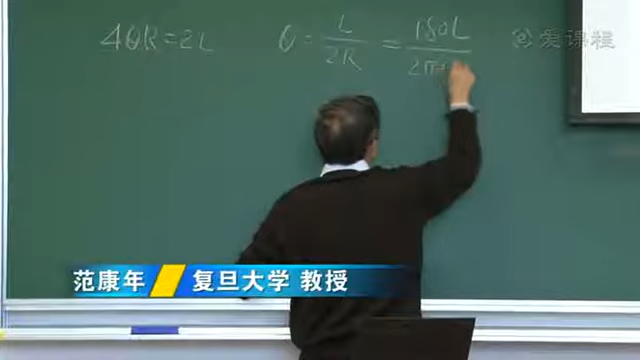 4θR=2L θ=L/2R=180L/2π
@爱课程
范康年 复旦大学 教授